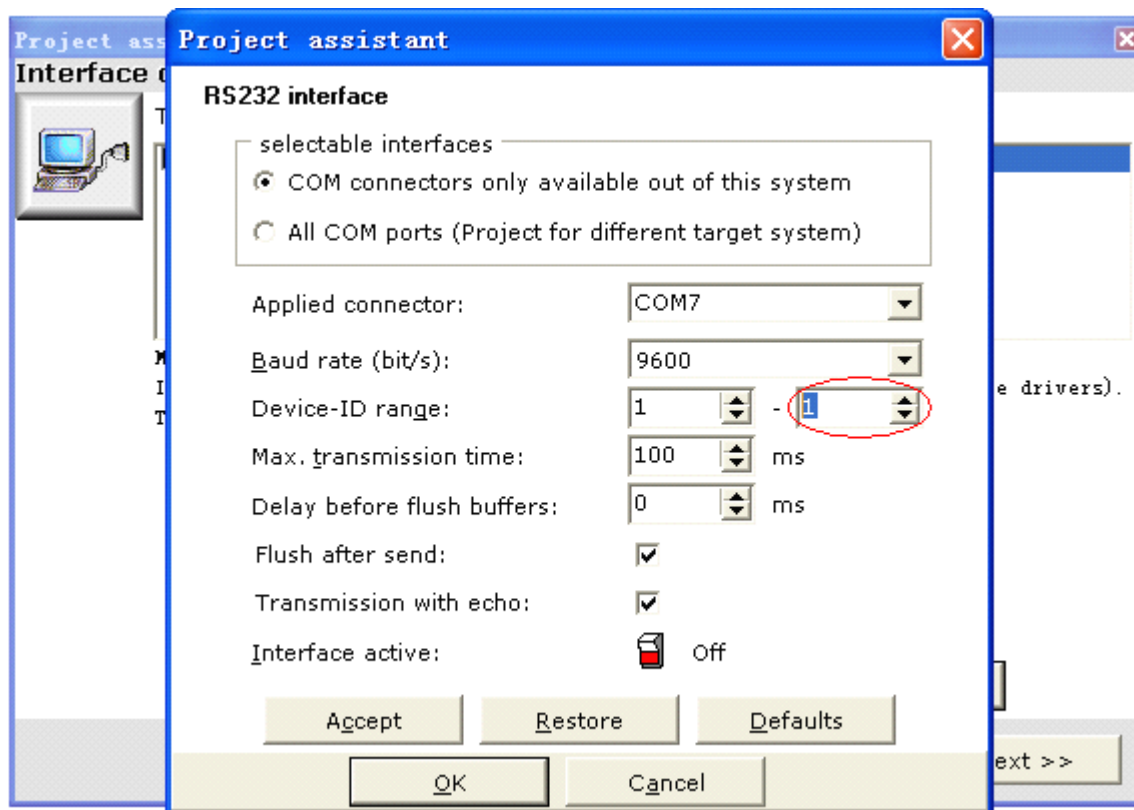 Project ass
Project assistant
Interface
RS232 interface
selectable interfaces
COM connectors only available out of this system
All COM ports (Project for different target system)
Applied connector: COM7
Baud rate (bit/s): 9600
Device-ID range: 1 - 1
e drivers).
Max. transmission time: 100 ms
Delay before flush buffers: 0 ms
Flush after send:
Transmission with echo:
Interface active: Off
Accept Restore Defaults
OK Cancel
ext >>